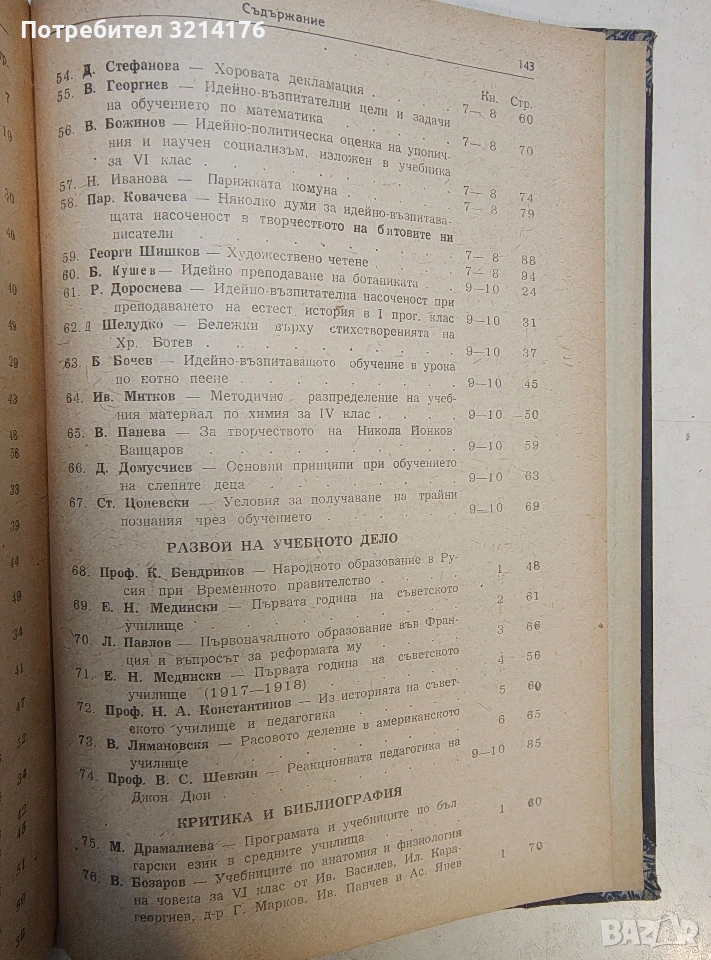 Потребител 3214176
Съдържание
143
Кн. Стр.
54. Д. Стефанова — Хоровата декламация . . . . 7— 8 60
55. В. Георгиев — Идейно-възпитателни цели и задачи
на обучението по математика . . . . 7— 8 70
56. В. Божинов — Идейно-политическа оценка на упопич-
ния и научен социализъм, изложен в учебника
за VI клас . . . . 7— 8 74
57. Н. Иванова — Парижката комуна . . . . 7— 8 79
58. Пар. Ковачева — Няколко думи за идейно-възпитава-
щата насоченост в творчеството на битовите ни
писатели . . . . 7— 8 88
59. Георги Шишков — Художествено четене . . . . 7— 8 94
60. Б. Кушев — Идейно преподаване на ботаниката . . 9—10 24
61. Р. Доросиева — Идейно-възпитателна насоченост при
преподаването на естест история в I прог. клас 9—10 31
62. Д Шелудко — Бележки върху стихотворенията на
Хр. Ботев . . . . 9—10 37
63. Б. Бочев — Идейно-възпитаващото обучение в урока
по нотно пеене . . . . 9—10 45
64. Ив. Митков — Методично разпределение на учеб-
ния материал по химия за IV клас . . . . 9—10 —50
65. В. Панева — За творчеството на Никола Йонков
Вапцаров . . . . 9—10 59
66. Д. Домусчиев — Основни принципи при обучението
на слепите деца . . . . 9—10 63
67. Ст. Цоневски — Условия за получаване на трайни
познания чрез обучението . . . . 9—10 69
РАЗВОЙ НА УЧЕБНОТО ДЕЛО
68. Проф. К. Бендриков — Народното образование в Ру-
сия при Временното правителство . . . . 1 48
69. Е. Н. Медински — Първата година на съветското
училище . . . . 2 61
70. Л. Павлов — Първоначалното образование във Фран-
ция и въпросът за реформата му . . . . 3 66
71. Е. Н. Медински — Първата година на съветското
училище (1917—1918) . . . . 4 —56
72. Проф. Н. А. Константинов — Из историята на съвет-
ското училище и педагогика . . . . 5 60
73. В. Лимановскя — Расовото деление в американското
училище . . . . 6 65
74. Проф. В. С. Шевкин — Реакционната педагогика на
Джон Дюи . . . . 9—10 85
КРИТИКА И БИБЛИОГРАФИЯ
75. М. Драмалиева — Програмата и учебниците по бъл
гарски език в средните училища . . . . 1 60
76. В. Бозаров — Учебниците по анатомия и физиология
на човека за VI клас от Ив. Василев, Ил. Кара-
георгиев, д-р Г. Марков, Ив. Панчев и Ас. Янев 1 70
BAZAR